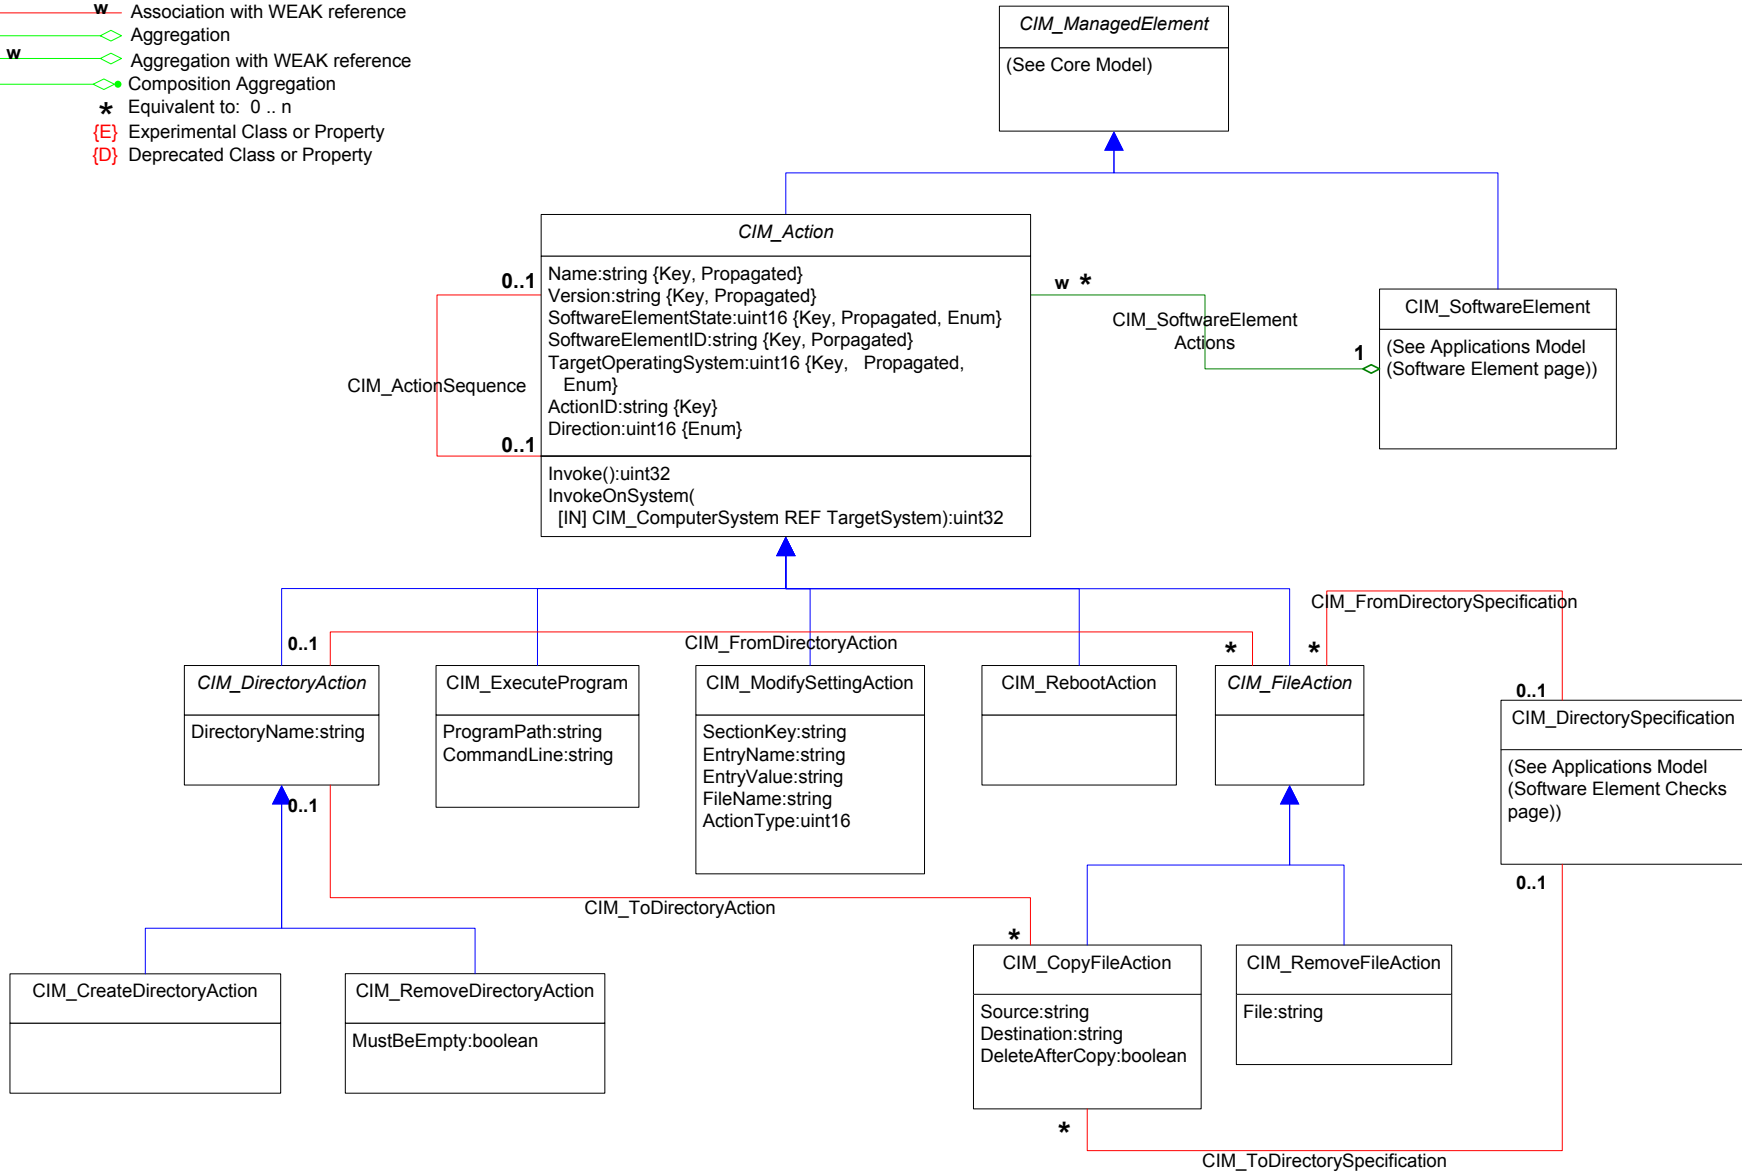 w Association with WEAK reference
Aggregation
w Aggregation with WEAK reference
Composition Aggregation
* Equivalent to: 0 .. n
{E} Experimental Class or Property
{D} Deprecated Class or Property
CIM_ManagedElement
(See Core Model)
CIM_Action
Name:string {Key, Propagated}
Version:string {Key, Propagated}
SoftwareElementState:uint16 {Key, Propagated, Enum}
SoftwareElementID:string {Key, Porpagated}
TargetOperatingSystem:uint16 {Key, Propagated,
Enum}
ActionID:string {Key}
Direction:uint16 {Enum}
Invoke():uint32
InvokeOnSystem(
[IN] CIM_ComputerSystem REF TargetSystem):uint32
0..1
CIM_ActionSequence
0..1
w *
CIM_SoftwareElement
Actions
1
CIM_SoftwareElement
(See Applications Model
(Software Element page))
0..1
CIM_FromDirectoryAction
*
*
CIM_FromDirectorySpecification
0..1
CIM_DirectoryAction
DirectoryName:string
0..1
CIM_ExecuteProgram
ProgramPath:string
CommandLine:string
CIM_ModifySettingAction
SectionKey:string
EntryName:string
EntryValue:string
FileName:string
ActionType:uint16
CIM_RebootAction
CIM_FileAction
CIM_DirectorySpecification
(See Applications Model
(Software Element Checks
page))
0..1
CIM_ToDirectoryAction
*
CIM_CreateDirectoryAction
CIM_RemoveDirectoryAction
MustBeEmpty:boolean
CIM_CopyFileAction
Source:string
Destination:string
DeleteAfterCopy:boolean
CIM_RemoveFileAction
File:string
*
CIM_ToDirectorySpecification